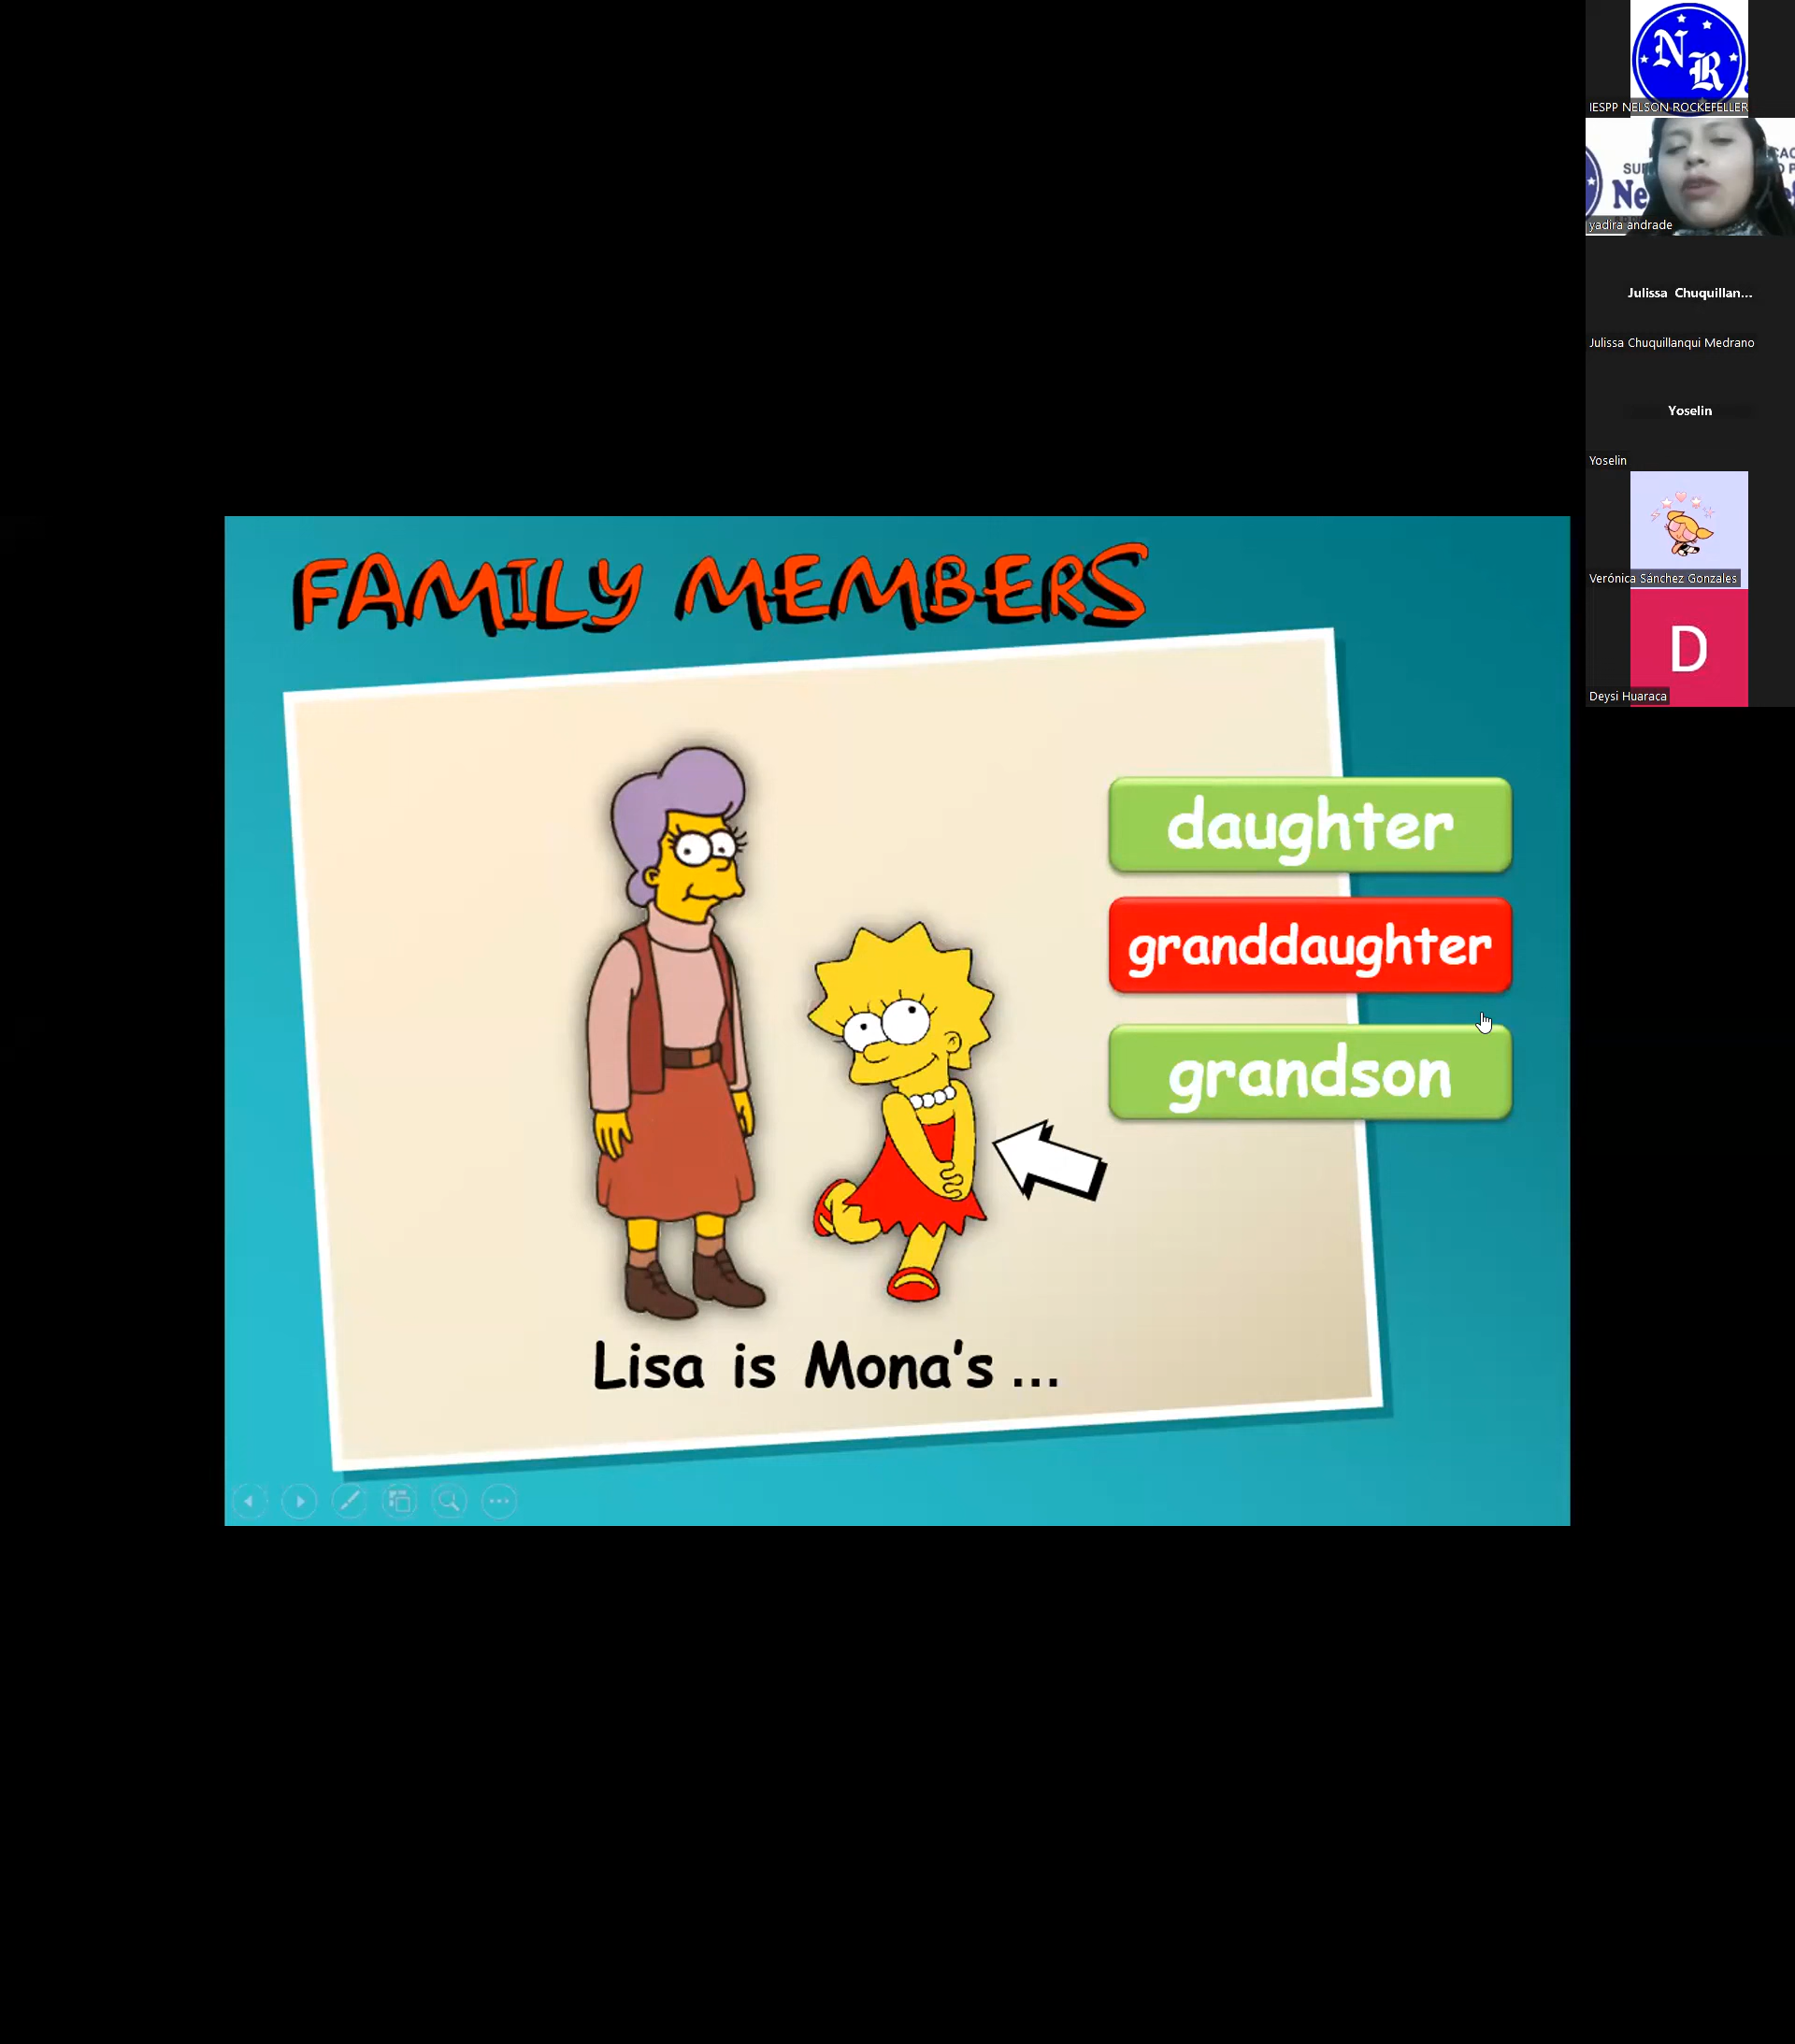 FAMILY MEMBERS
daughter
granddaughter
grandson
Lisa is Mona's ...
N R
IESPP NELSON ROCKEFELLER
Ne
yadira andrade
Julissa Chuquillan...
Julissa Chuquillanqui Medrano
Yoselin
Yoselin
Verónica Sánchez Gonzales
D
Deysi Huaraca